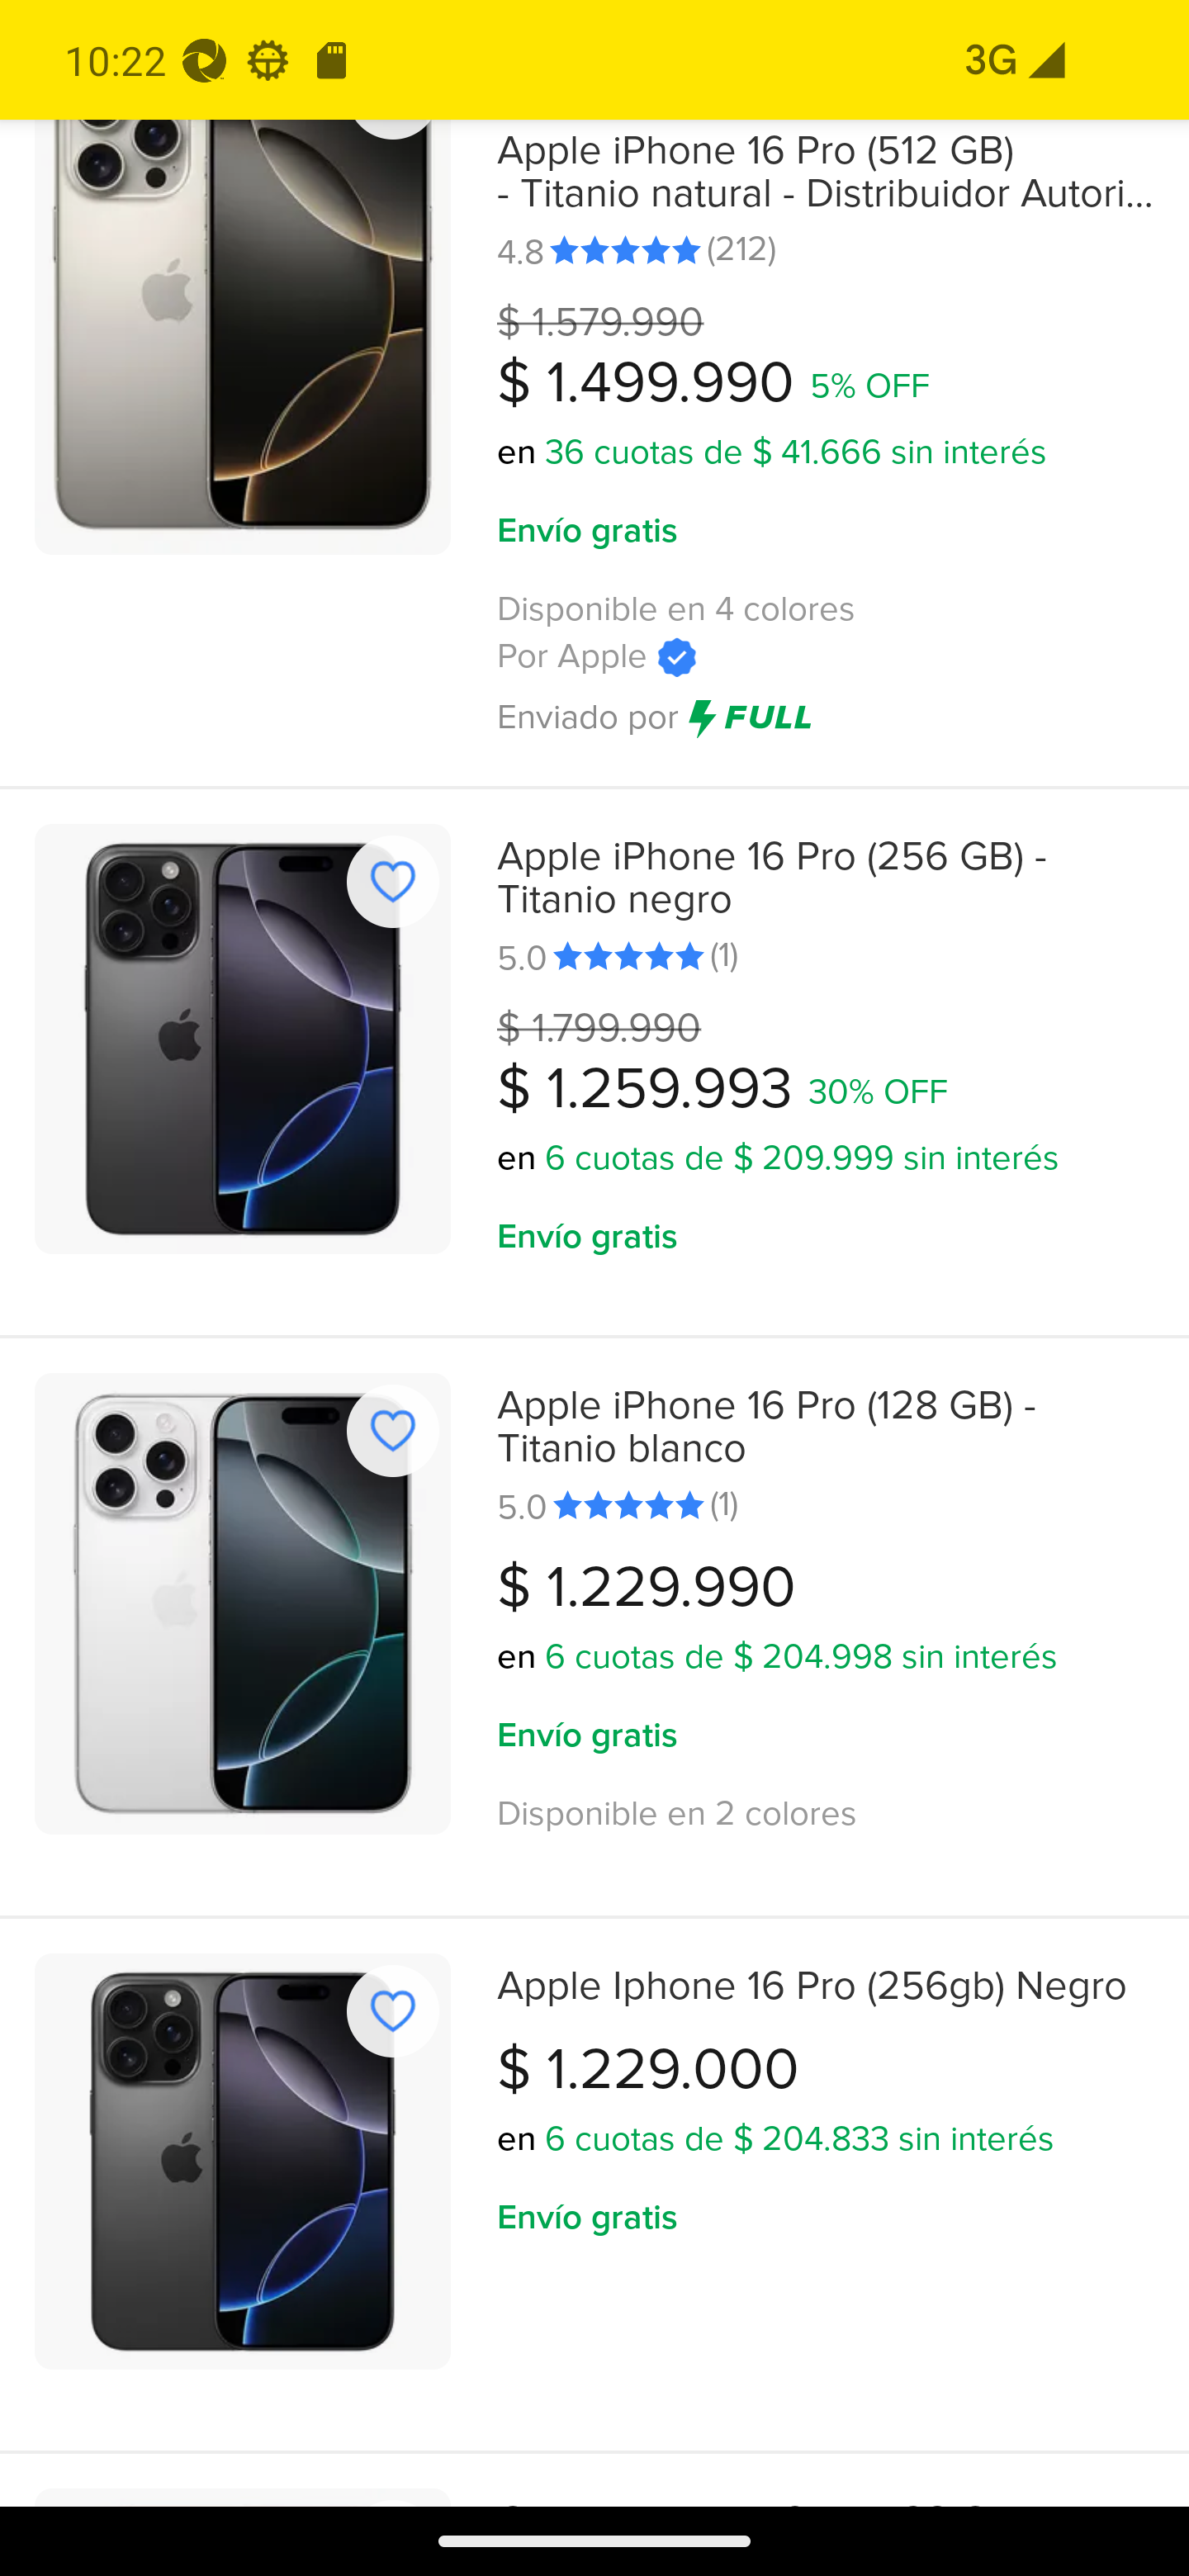 10:22
3G
Apple iPhone 16 Pro (512 GB)
- Titanio natural - Distribuidor Autori...
4.8 (212)
$ 1.579.990
$ 1.499.990 5% OFF
en 36 cuotas de $ 41.666 sin interés
Envío gratis
Disponible en 4 colores
Por Apple
Enviado por FULL
Apple iPhone 16 Pro (256 GB) -
Titanio negro
5.0 (1)
$ 1.799.990
$ 1.259.993 30% OFF
en 6 cuotas de $ 209.999 sin interés
Envío gratis
Apple iPhone 16 Pro (128 GB) -
Titanio blanco
5.0 (1)
$ 1.229.990
en 6 cuotas de $ 204.998 sin interés
Envío gratis
Disponible en 2 colores
Apple Iphone 16 Pro (256gb) Negro
$ 1.229.000
en 6 cuotas de $ 204.833 sin interés
Envío gratis